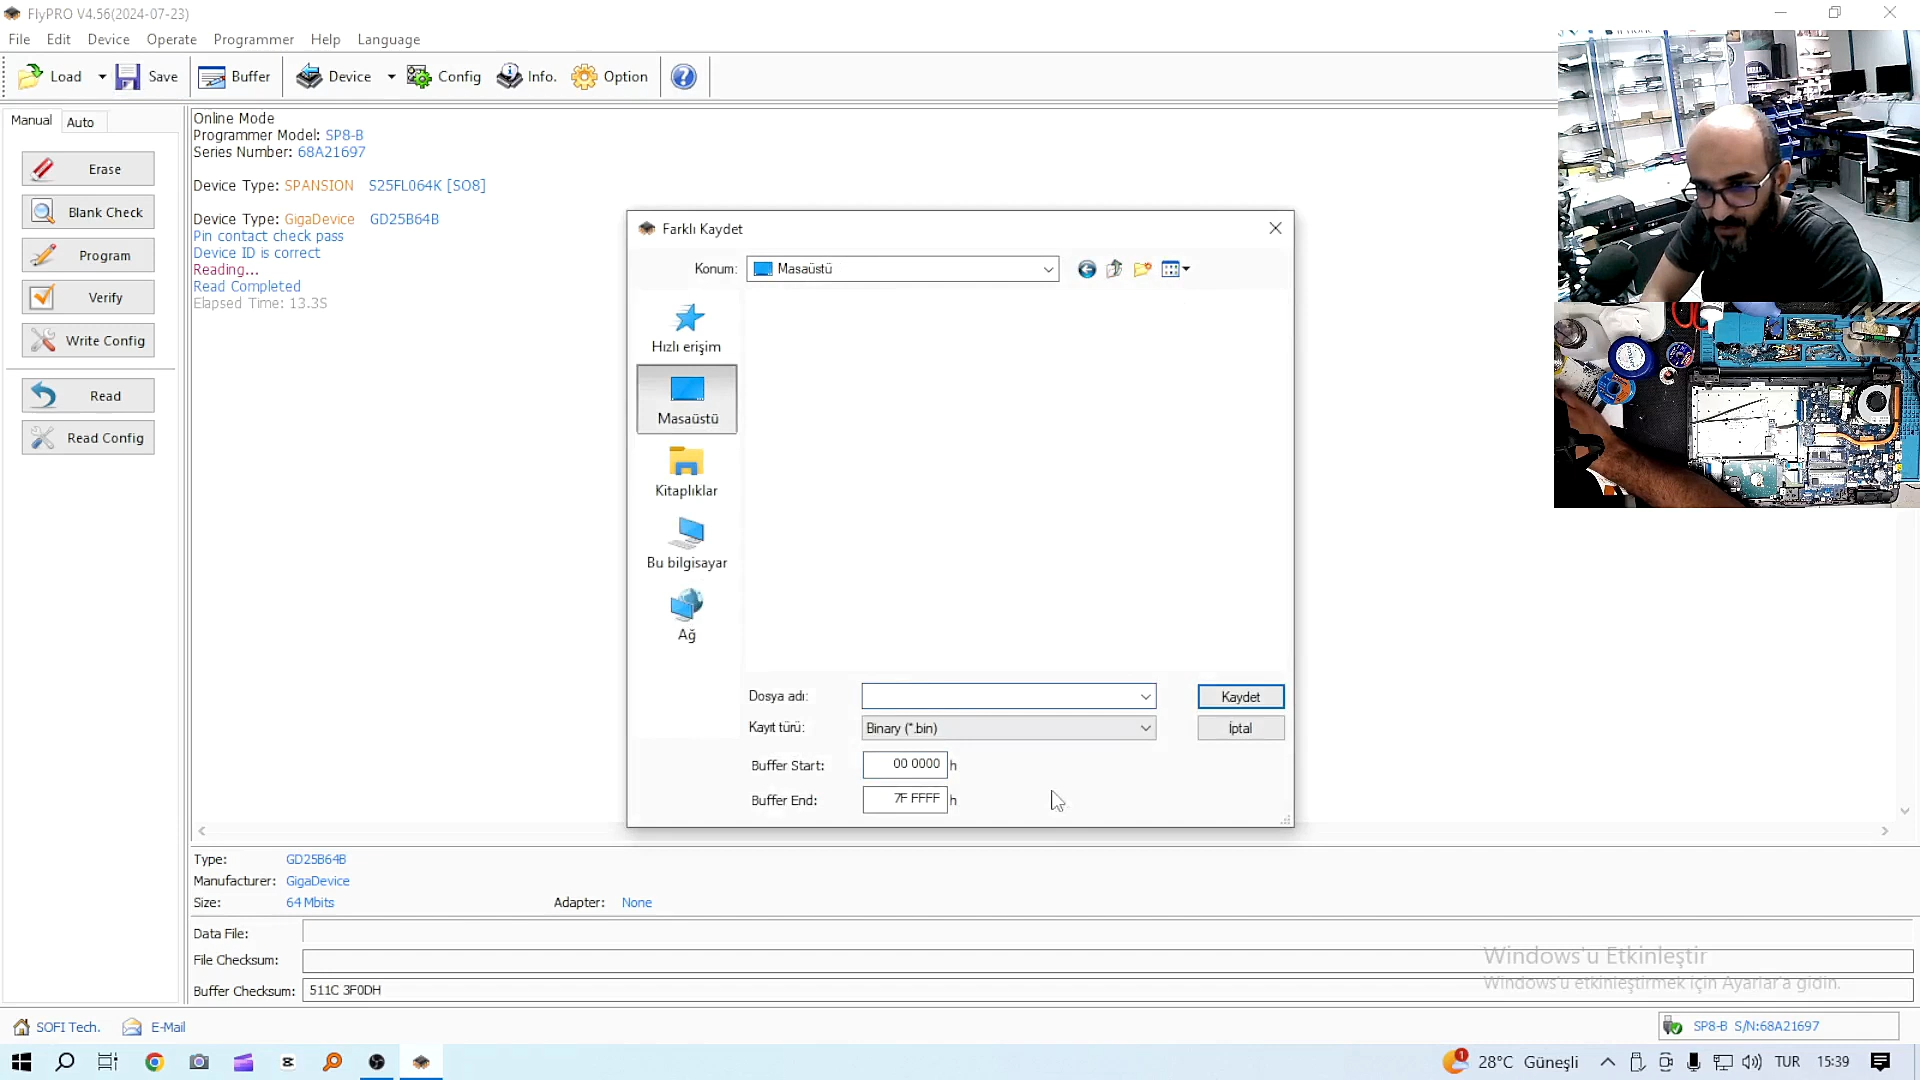 FlyPRO V4.56(2024-07-23)
File Edit Device Operate Programmer Help Language
Load Save Buffer Device Config Info. Option
Manual Auto
Erase
Blank Check
Program
Verify
Write Config
Read
Read Config
Online Mode
Programmer Model: SP8-B
Series Number: 68A21697
Device Type: SPANSION S25FL064K [SO8]
Device Type: GigaDevice GD25B64B
Pin contact check pass
Device ID is correct
Reading...
Read Completed
Elapsed Time: 13.3S
Farklı Kaydet
Konum: Masaüstü
Hızlı erişim
Masaüstü
Kitaplıklar
Bu bilgisayar
Ağ
Dosya adı: Kaydet
Kayıt türü: Binary (*.bin) İptal
Buffer Start: 00 0000 h
Buffer End: 7F FFFF h
Type: GD25B64B
Manufacturer: GigaDevice
Size: 64 Mbits Adapter: None
Data File:
File Checksum:
Buffer Checksum: 511C 3F0DH
Windows'u Etkinleştir
Windows'u etkinleştirmek için Ayarlar'a gidin.
SOFI Tech. E-Mail SP8-B S/N:68A21697
1 28°C Güneşli TUR 15:39